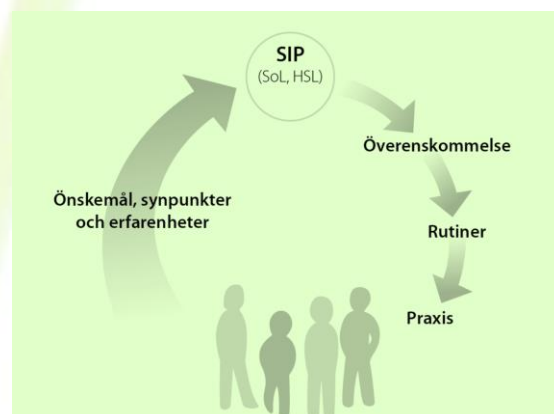 SIP
(SoL, HSL)
Överenskommelse
Önskemål, synpunkter
och erfarenheter
Rutiner
Praxis